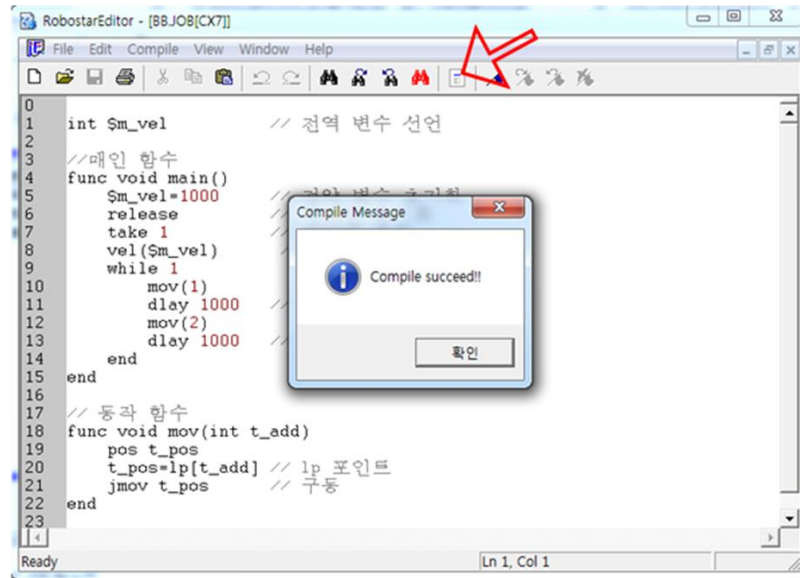 RobostarEditor - [BB.JOB[CX7]]
File Edit Compile View Window Help
0
1 int $m_vel // 전역 변수 선언
2
3 //매인 함수
4 func void main()
5 $m_vel=1000 //
6 release
7 take 1
8 vel($m_vel)
9 while 1
10 mov(1)
11 dlay 1000 //
12 mov(2)
13 dlay 1000 //
14 end
15 end
16
17 // 동작 함수
18 func void mov(int t_add)
19 pos t_pos
20 t_pos=lp[t_add] // lp 포인트
21 jmov t_pos // 구동
22 end
23
Compile Message
Compile succeed!!
확인
Ready Ln 1, Col 1